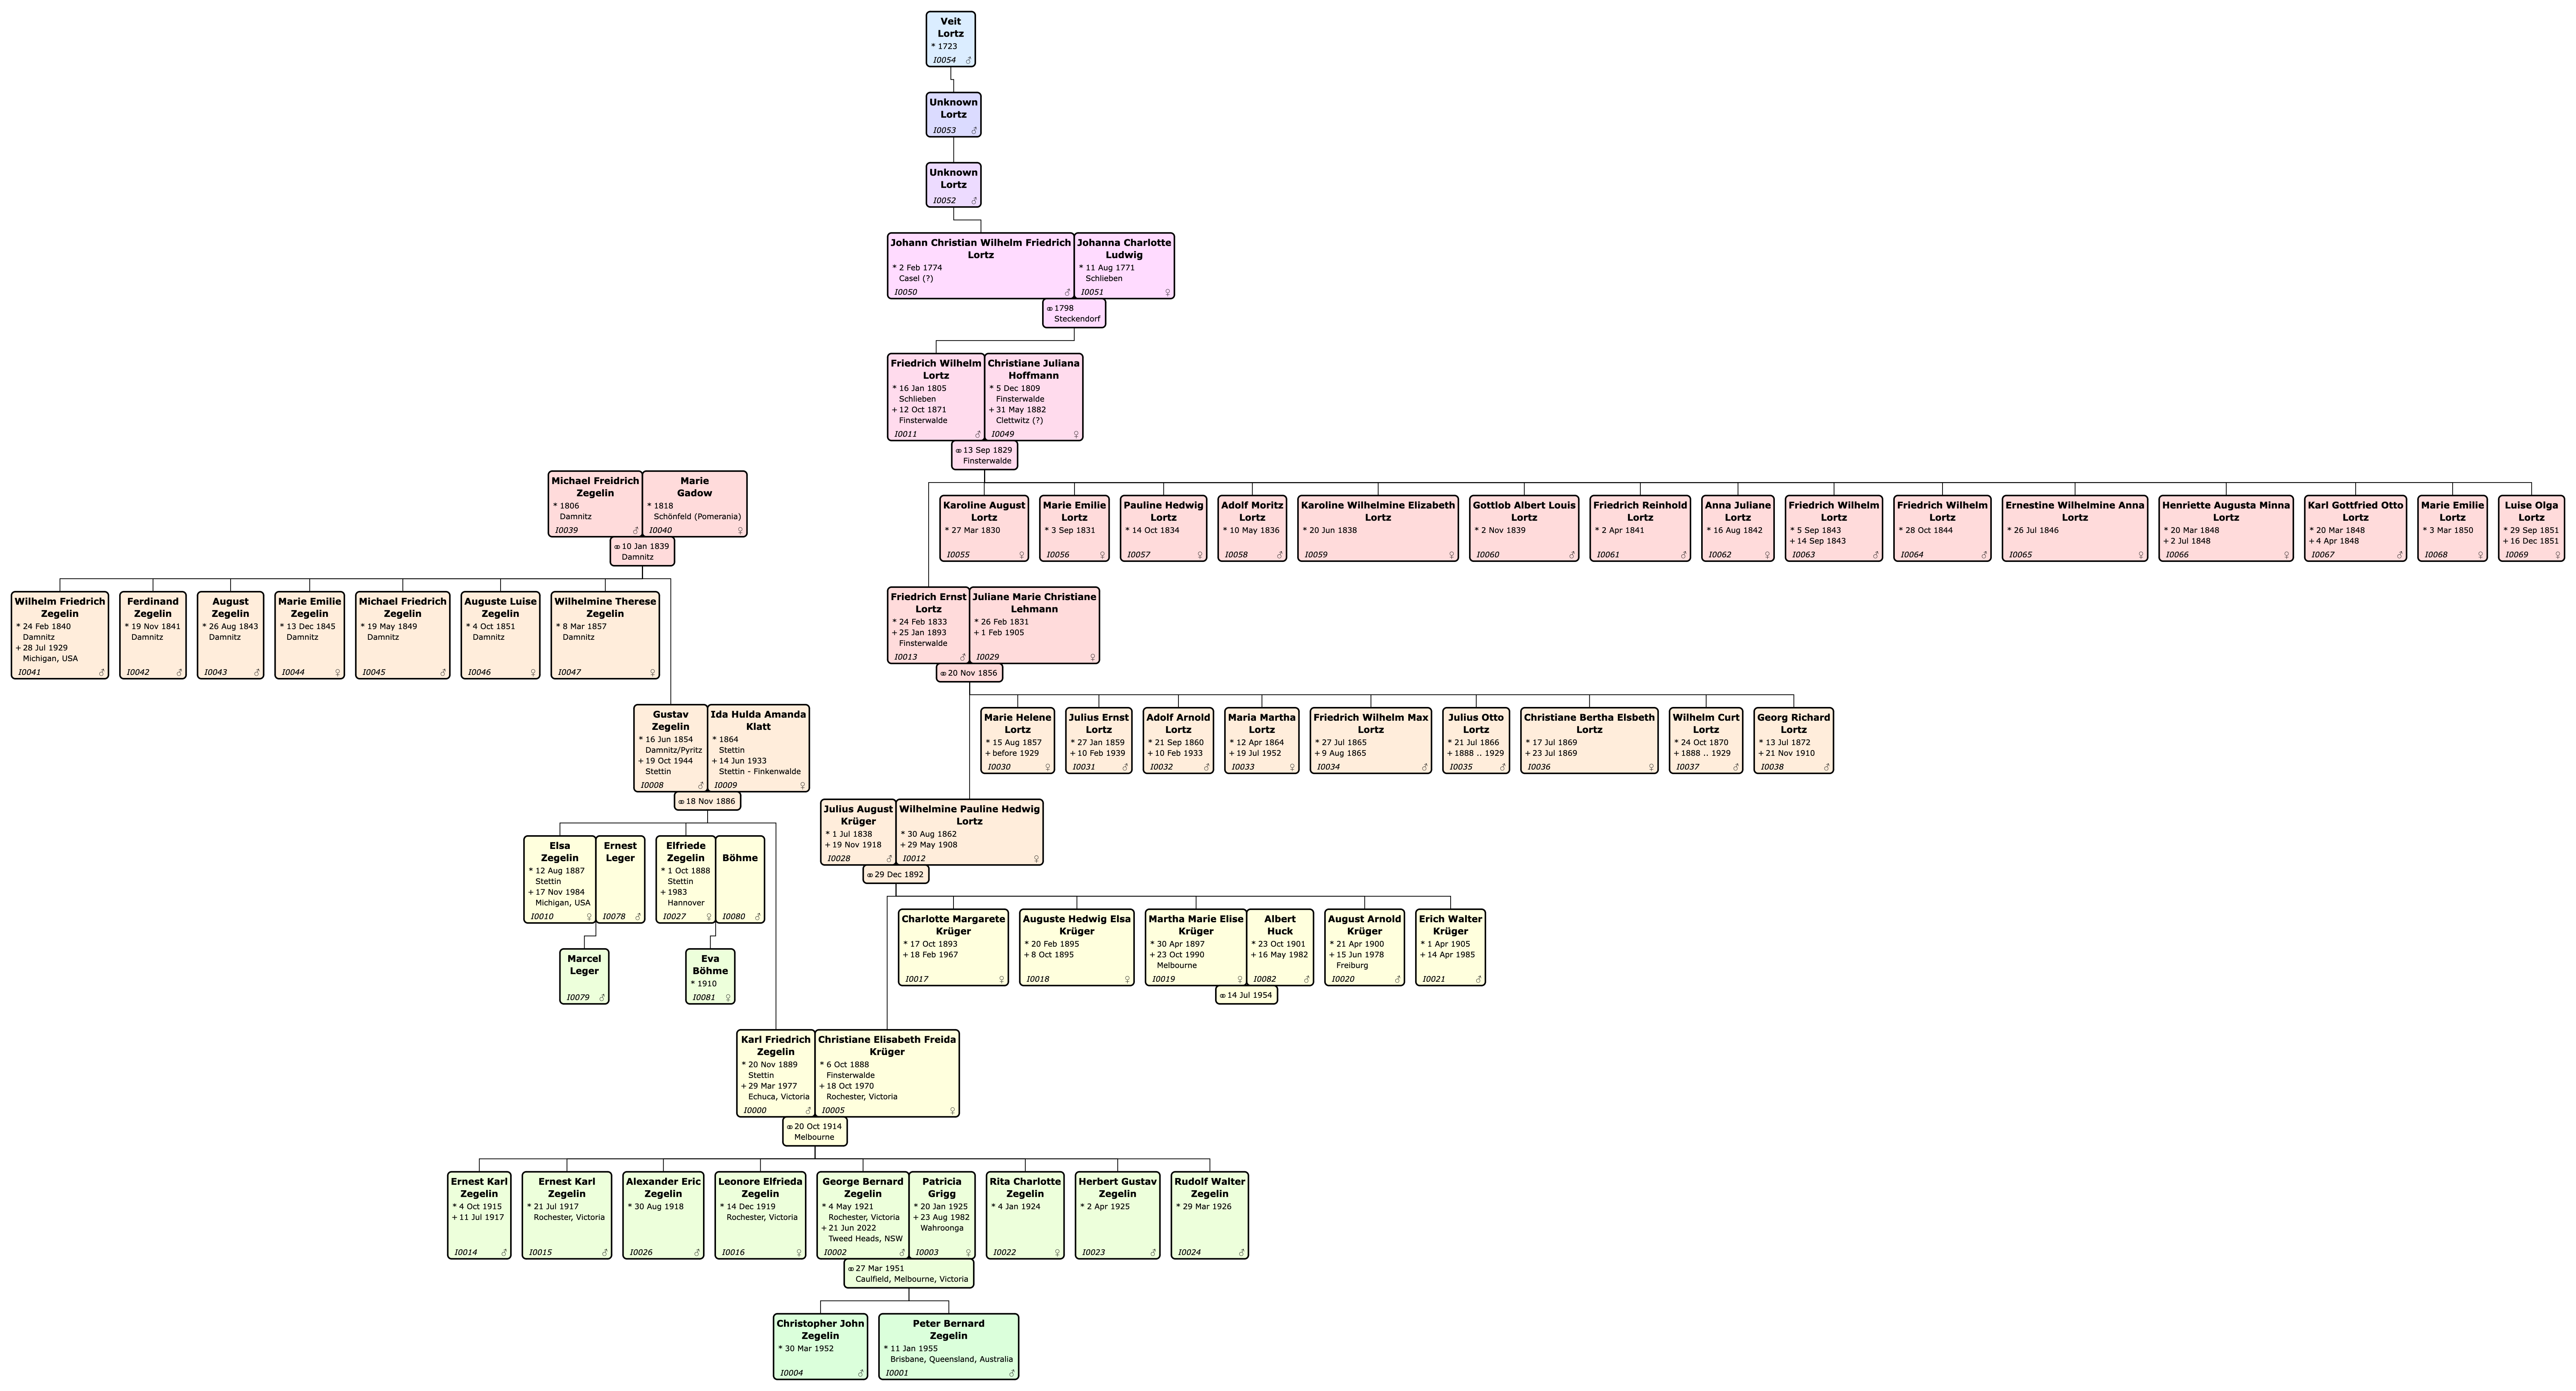 Veit
Lortz
* 1723
I0054 ♂
Unknown
Lortz
I0053 ♂
Unknown
Lortz
I0052 ♂
Johann Christian Wilhelm Friedrich
Lortz
* 2 Feb 1774
Casel (?)
I0050 ♂
Johanna Charlotte
Ludwig
* 11 Aug 1771
Schlieben
I0051 ♀
⚭ 1798
Steckendorf
Friedrich Wilhelm
Lortz
* 16 Jan 1805
Schlieben
+ 12 Oct 1871
Finsterwalde
I0011 ♂
Christiane Juliana
Hoffmann
* 5 Dec 1809
Finsterwalde
+ 31 May 1882
Clettwitz (?)
I0049 ♀
⚭ 13 Sep 1829
Finsterwalde
Michael Freidrich
Zegelin
* 1806
Damnitz
I0039 ♂
Marie
Gadow
* 1818
Schönfeld (Pomerania)
I0040 ♀
⚭ 10 Jan 1839
Damnitz
Karoline August
Lortz
* 27 Mar 1830
I0055 ♀
Marie Emilie
Lortz
* 3 Sep 1831
I0056 ♀
Pauline Hedwig
Lortz
* 14 Oct 1834
I0057 ♀
Adolf Moritz
Lortz
* 10 May 1836
I0058 ♂
Karoline Wilhelmine Elizabeth
Lortz
* 20 Jun 1838
I0059 ♀
Gottlob Albert Louis
Lortz
* 2 Nov 1839
I0060 ♂
Friedrich Reinhold
Lortz
* 2 Apr 1841
I0061 ♂
Anna Juliane
Lortz
* 16 Aug 1842
I0062 ♀
Friedrich Wilhelm
Lortz
* 5 Sep 1843
+ 14 Sep 1843
I0063 ♂
Friedrich Wilhelm
Lortz
* 28 Oct 1844
I0064 ♂
Ernestine Wilhelmine Anna
Lortz
* 26 Jul 1846
I0065 ♀
Henriette Augusta Minna
Lortz
* 20 Mar 1848
+ 2 Jul 1848
I0066 ♀
Karl Gottfried Otto
Lortz
* 20 Mar 1848
+ 4 Apr 1848
I0067 ♂
Marie Emilie
Lortz
* 3 Mar 1850
I0068 ♀
Luise Olga
Lortz
* 29 Sep 1851
+ 16 Dec 1851
I0069 ♀
Wilhelm Friedrich
Zegelin
* 24 Feb 1840
Damnitz
+ 28 Jul 1929
Michigan, USA
I0041 ♂
Ferdinand
Zegelin
* 19 Nov 1841
Damnitz
I0042 ♂
August
Zegelin
* 26 Aug 1843
Damnitz
I0043 ♂
Marie Emilie
Zegelin
* 13 Dec 1845
Damnitz
I0044 ♀
Michael Friedrich
Zegelin
* 19 May 1849
Damnitz
I0045 ♂
Auguste Luise
Zegelin
* 4 Oct 1851
Damnitz
I0046 ♀
Wilhelmine Therese
Zegelin
* 8 Mar 1857
Damnitz
I0047 ♀
Friedrich Ernst
Lortz
* 24 Feb 1833
+ 25 Jan 1893
Finsterwalde
I0013 ♂
Juliane Marie Christiane
Lehmann
* 26 Feb 1831
+ 1 Feb 1905
I0029 ♀
⚭ 20 Nov 1856
Gustav
Zegelin
* 16 Jun 1854
Damnitz/Pyritz
+ 19 Oct 1944
Stettin
I0008 ♂
Ida Hulda Amanda
Klatt
* 1864
Stettin
+ 14 Jun 1933
Stettin - Finkenwalde
I0009 ♀
⚭ 18 Nov 1886
Marie Helene
Lortz
* 15 Aug 1857
+ before 1929
I0030 ♀
Julius Ernst
Lortz
* 27 Jan 1859
+ 10 Feb 1939
I0031 ♂
Adolf Arnold
Lortz
* 21 Sep 1860
+ 10 Feb 1933
I0032 ♂
Maria Martha
Lortz
* 12 Apr 1864
+ 19 Jul 1952
I0033 ♀
Friedrich Wilhelm Max
Lortz
* 27 Jul 1865
+ 9 Aug 1865
I0034 ♂
Julius Otto
Lortz
* 21 Jul 1866
+ 1888 .. 1929
I0035 ♂
Christiane Bertha Elsbeth
Lortz
* 17 Jul 1869
+ 23 Jul 1869
I0036 ♀
Wilhelm Curt
Lortz
* 24 Oct 1870
+ 1888 .. 1929
I0037 ♂
Georg Richard
Lortz
* 13 Jul 1872
+ 21 Nov 1910
I0038 ♂
Julius August
Krüger
* 1 Jul 1838
+ 19 Nov 1918
I0028 ♂
Wilhelmine Pauline Hedwig
Lortz
* 30 Aug 1862
+ 29 May 1908
I0012 ♀
⚭ 29 Dec 1892
Elsa
Zegelin
* 12 Aug 1887
Stettin
+ 17 Nov 1984
Michigan, USA
I0010 ♀
Ernest
Leger
I0078 ♂
Elfriede
Zegelin
* 1 Oct 1888
Stettin
+ 1983
Hannover
I0027 ♀
Böhme
I0080 ♂
Marcel
Leger
I0079 ♂
Eva
Böhme
* 1910
I0081 ♀
Charlotte Margarete
Krüger
* 17 Oct 1893
+ 18 Feb 1967
I0017 ♀
Auguste Hedwig Elsa
Krüger
* 20 Feb 1895
+ 8 Oct 1895
I0018 ♀
Martha Marie Elise
Krüger
* 30 Apr 1897
+ 23 Oct 1990
Melbourne
I0019 ♀
Albert
Huck
* 23 Oct 1901
+ 16 May 1982
I0082 ♂
⚭ 14 Jul 1954
August Arnold
Krüger
* 21 Apr 1900
+ 15 Jun 1978
Freiburg
I0020 ♂
Erich Walter
Krüger
* 1 Apr 1905
+ 14 Apr 1985
I0021 ♂
Karl Friedrich
Zegelin
* 20 Nov 1889
Stettin
+ 29 Mar 1977
Echuca, Victoria
I0000 ♂
Christiane Elisabeth Freida
Krüger
* 6 Oct 1888
Finsterwalde
+ 18 Oct 1970
Rochester, Victoria
I0005 ♀
⚭ 20 Oct 1914
Melbourne
Ernest Karl
Zegelin
* 4 Oct 1915
+ 11 Jul 1917
I0014 ♂
Ernest Karl
Zegelin
* 21 Jul 1917
Rochester, Victoria
I0015 ♂
Alexander Eric
Zegelin
* 30 Aug 1918
I0026 ♂
Leonore Elfrieda
Zegelin
* 14 Dec 1919
Rochester, Victoria
I0016 ♀
George Bernard
Zegelin
* 4 May 1921
Rochester, Victoria
+ 21 Jun 2022
Tweed Heads, NSW
I0002 ♂
Patricia
Grigg
* 20 Jan 1925
+ 23 Aug 1982
Wahroonga
I0003 ♀
⚭ 27 Mar 1951
Caulfield, Melbourne, Victoria
Rita Charlotte
Zegelin
* 4 Jan 1924
I0022 ♀
Herbert Gustav
Zegelin
* 2 Apr 1925
I0023 ♂
Rudolf Walter
Zegelin
* 29 Mar 1926
I0024 ♂
Christopher John
Zegelin
* 30 Mar 1952
I0004 ♂
Peter Bernard
Zegelin
* 11 Jan 1955
Brisbane, Queensland, Australia
I0001 ♂